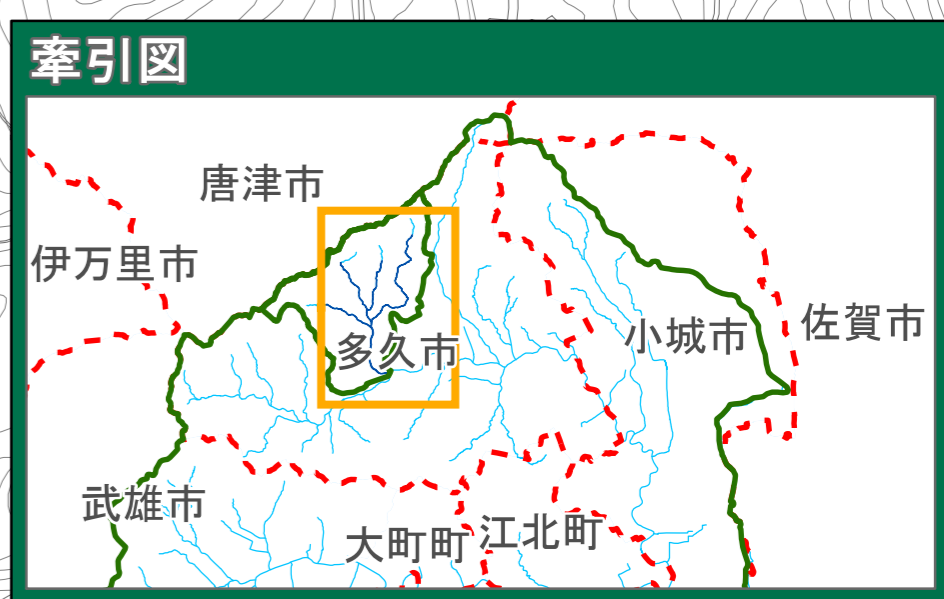 牽引図
唐津市
伊万里市
佐賀市
小城市
多久市
武雄市
大町町
江北町